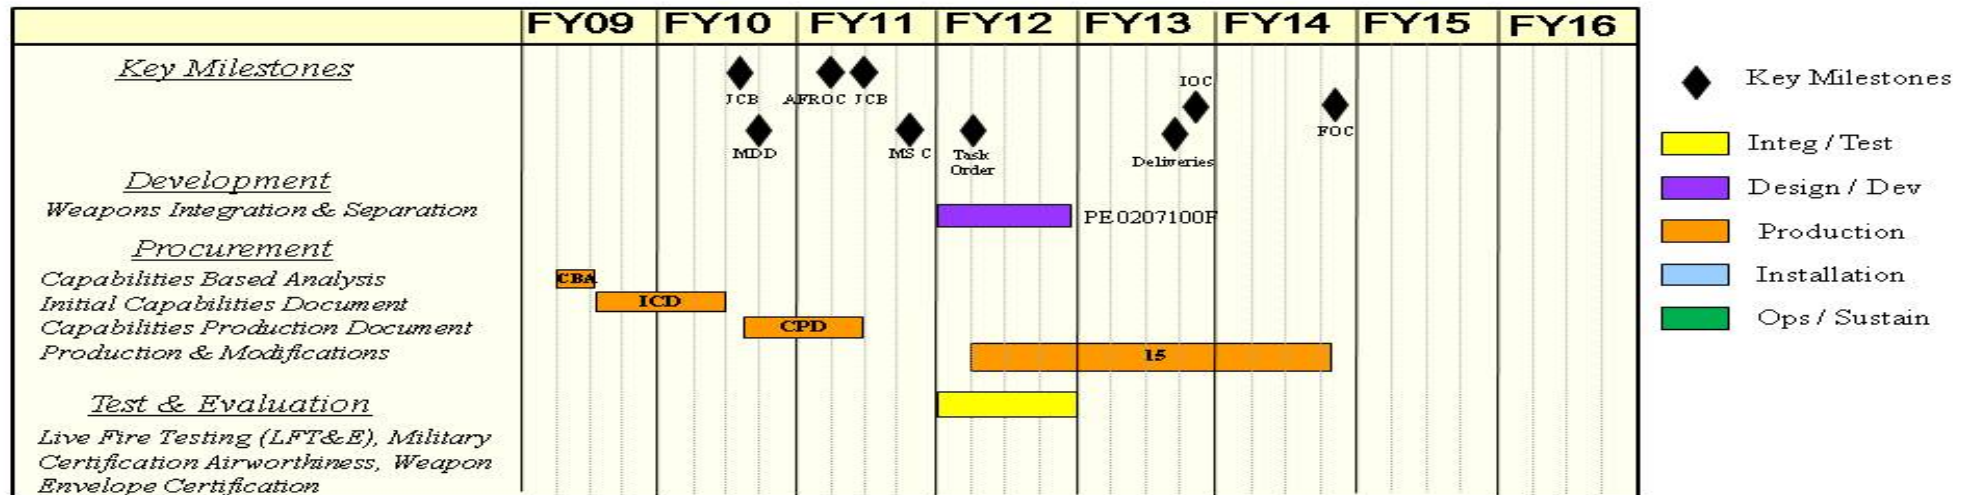 FY09 FY10 FY11 FY12 FY13 FY14 FY15 FY16
Key Milestones
JCB AFROC JCB IOC FOC
MDD MS C Task Order Deliveries
Development
Weapons Integration & Separation PE0207100F
Procurement
Capabilities Based Analysis CBA
Initial Capabilities Document ICD
Capabilities Production Document CPD
Production & Modifications 15
Test & Evaluation
Live Fire Testing (LFT&E), Military
Certification Airworthiness, Weapon
Envelope Certification
Key Milestones
Integ / Test
Design / Dev
Production
Installation
Ops / Sustain